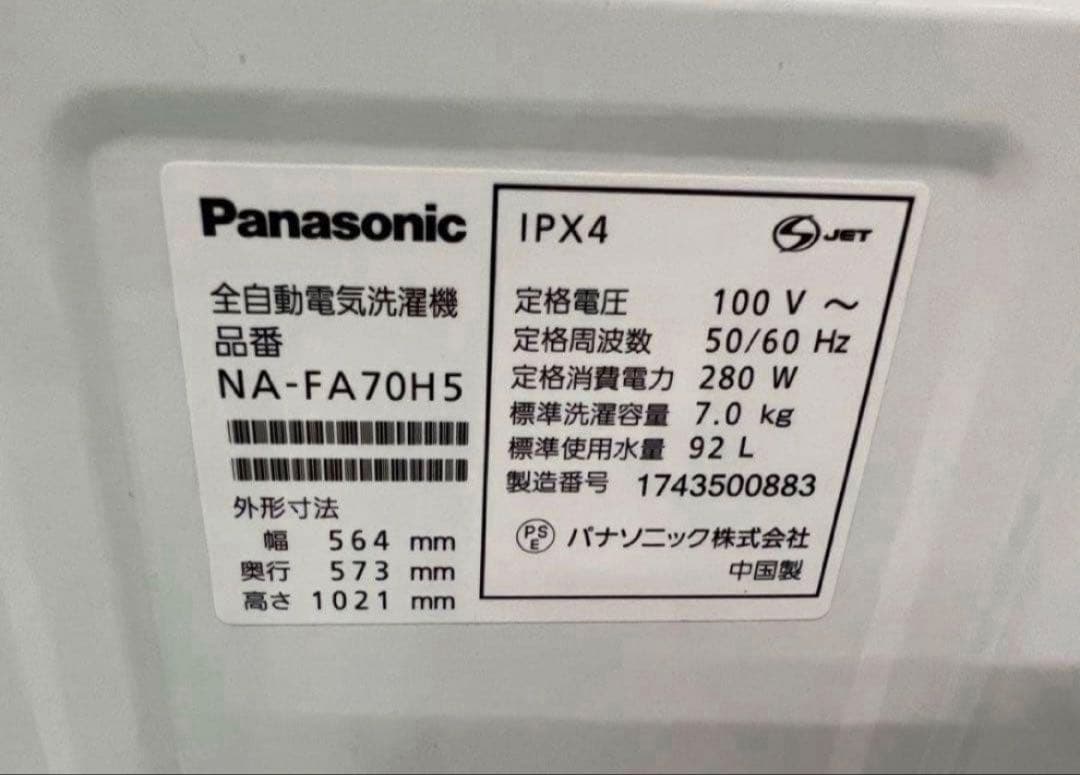 Panasonic
全自動電気洗濯機
品番
NA-FA70H5
外形寸法
幅 564 mm
奥行 573 mm
高さ 1021 mm
IPX4
S JET
定格電圧 100 V ～
定格周波数 50/60 Hz
定格消費電力 280 W
標準洗濯容量 7.0 kg
標準使用水量 92 L
製造番号 1743500883
PSE パナソニック株式会社
中国製